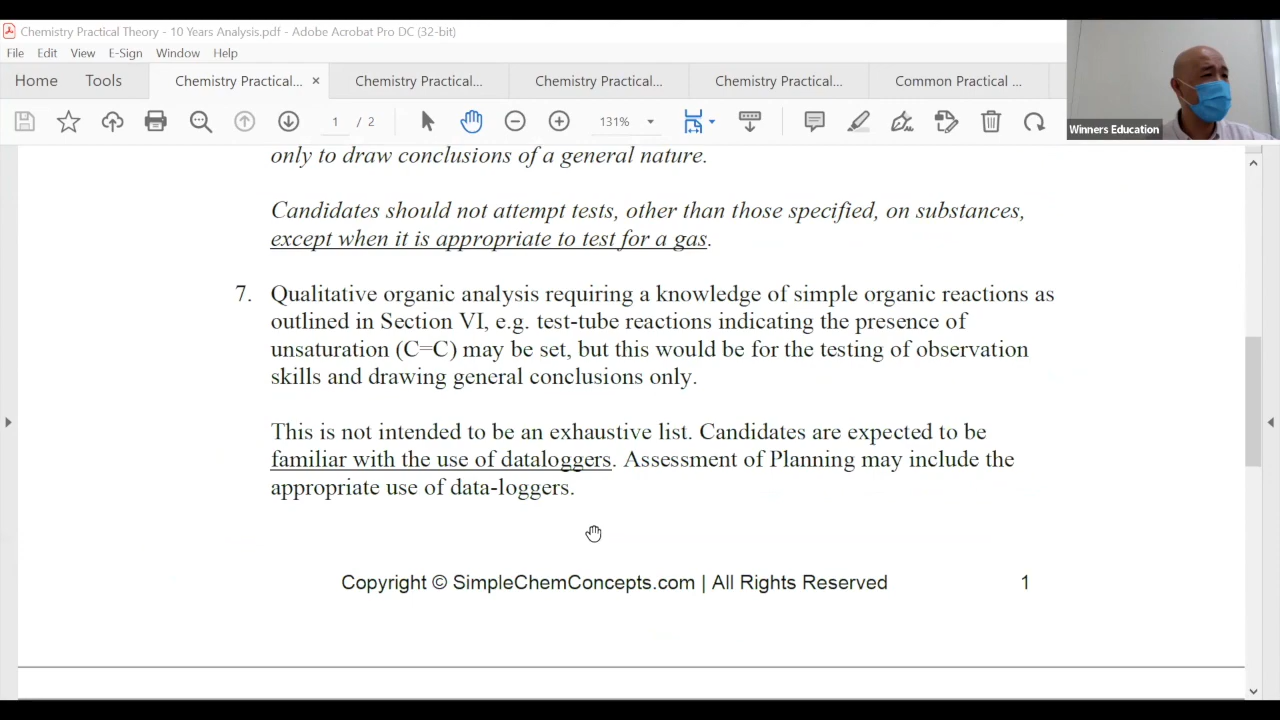 Chemistry Practical Theory - 10 Years Analysis.pdf - Adobe Acrobat Pro DC (32-bit)
File Edit View E-Sign Window Help
Home Tools Chemistry Practical... × Chemistry Practical... Chemistry Practical... Chemistry Practical... Common Practical ...
1 / 2 131%
Winners Education
only to draw conclusions of a general nature.
Candidates should not attempt tests, other than those specified, on substances,
except when it is appropriate to test for a gas.
7. Qualitative organic analysis requiring a knowledge of simple organic reactions as
outlined in Section VI, e.g. test-tube reactions indicating the presence of
unsaturation (C=C) may be set, but this would be for the testing of observation
skills and drawing general conclusions only.
This is not intended to be an exhaustive list. Candidates are expected to be
familiar with the use of dataloggers. Assessment of Planning may include the
appropriate use of data-loggers.
Copyright © SimpleChemConcepts.com | All Rights Reserved 1